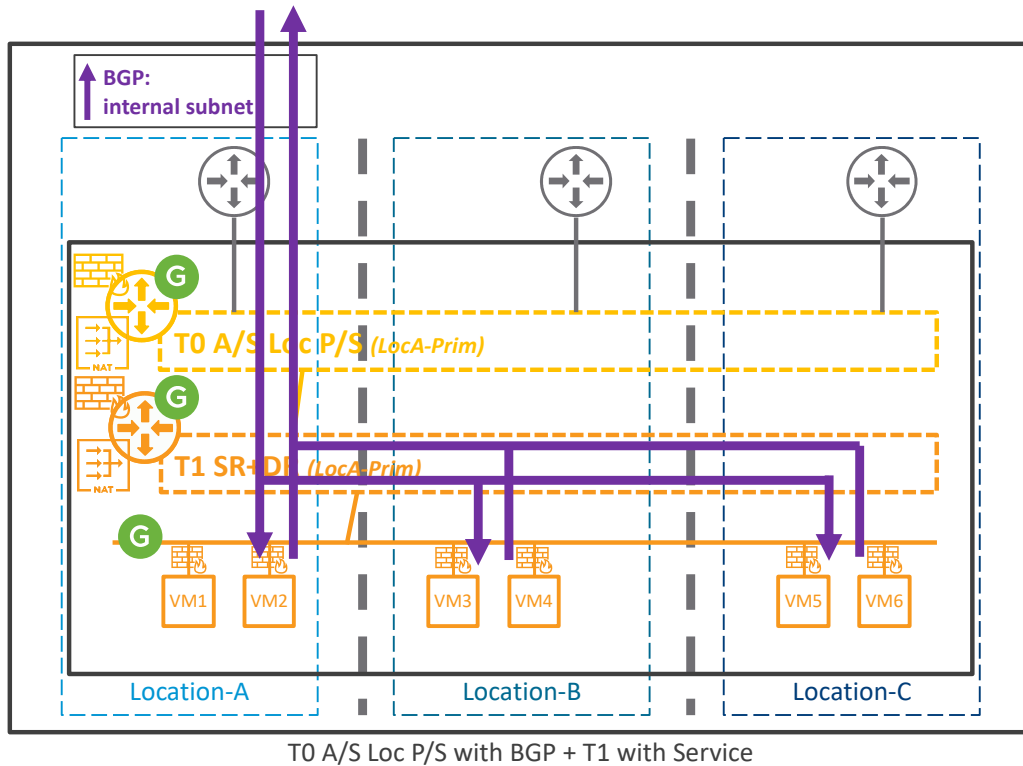 BGP:
internal subnet
G
T0 A/S Loc P/S (LocA-Prim)
NAT
G
T1 SR+DR (LocA-Prim)
NAT
G
VM1 VM2 VM3 VM4 VM5 VM6
Location-A Location-B Location-C
T0 A/S Loc P/S with BGP + T1 with Service